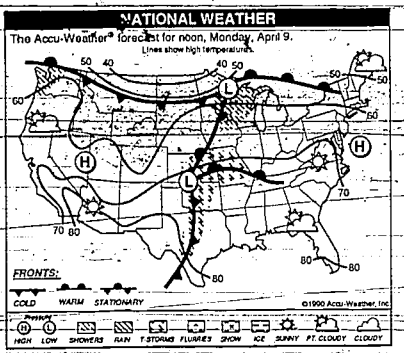 NATIONAL WEATHER
The Accu-Weather® forecast for noon, Monday, April 9.
Lines show high temperatures.
50 40 40 50
50
60
60
H
L
H
L
70 80
70
80
80
80
FRONTS:
COLD WARM STATIONARY
©1990 Accu-Weather, Inc.
H L
HIGH LOW SHOWERS RAIN T-STORMS FLURRIES SNOW ICE SUNNY PT. CLOUDY CLOUDY